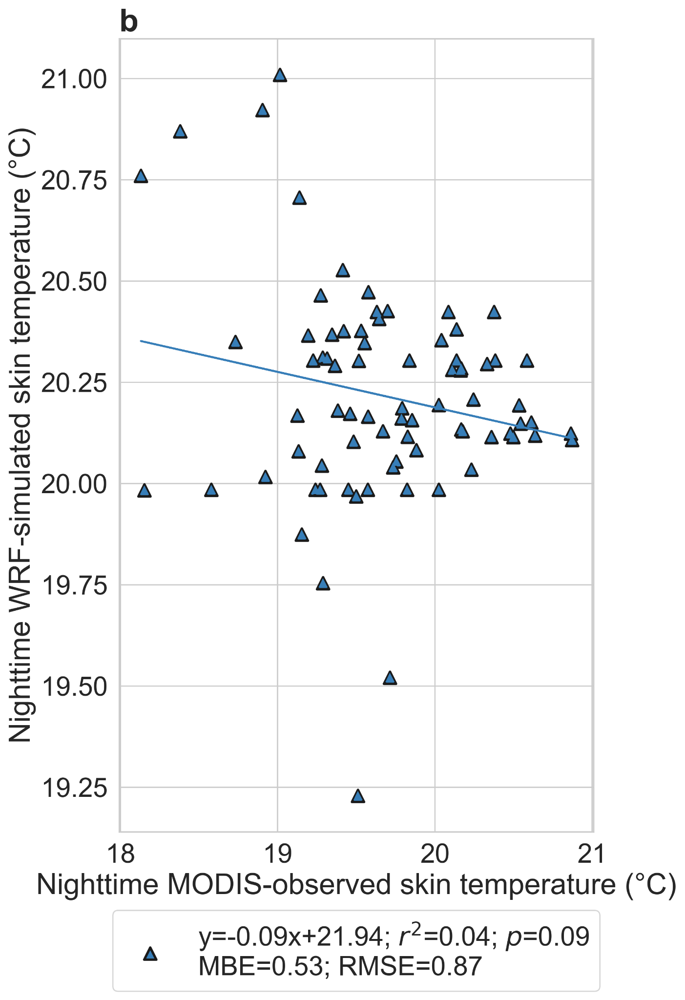 b
Nighttime WRF-simulated skin temperature (°C)
21.00
20.75
20.50
20.25
20.00
19.75
19.50
19.25
18 19 20 21
Nighttime MODIS-observed skin temperature (°C)
y=-0.09x+21.94; r²=0.04; p=0.09
MBE=0.53; RMSE=0.87